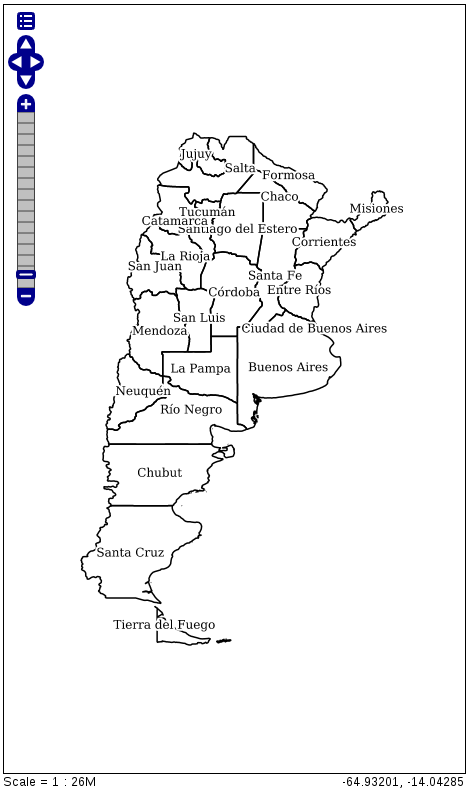 Jujuy
Salta
Formosa
Chaco
Misiones
Tucumán
Catamarca
Santiago del Estero
Corrientes
La Rioja
San Juan
Santa Fe
Córdoba
Entre Ríos
San Luis
Mendoza
Ciudad de Buenos Aires
La Pampa
Buenos Aires
Neuquén
Río Negro
Chubut
Santa Cruz
Tierra del Fuego
Scale = 1 : 26M
-64.93201, -14.04285